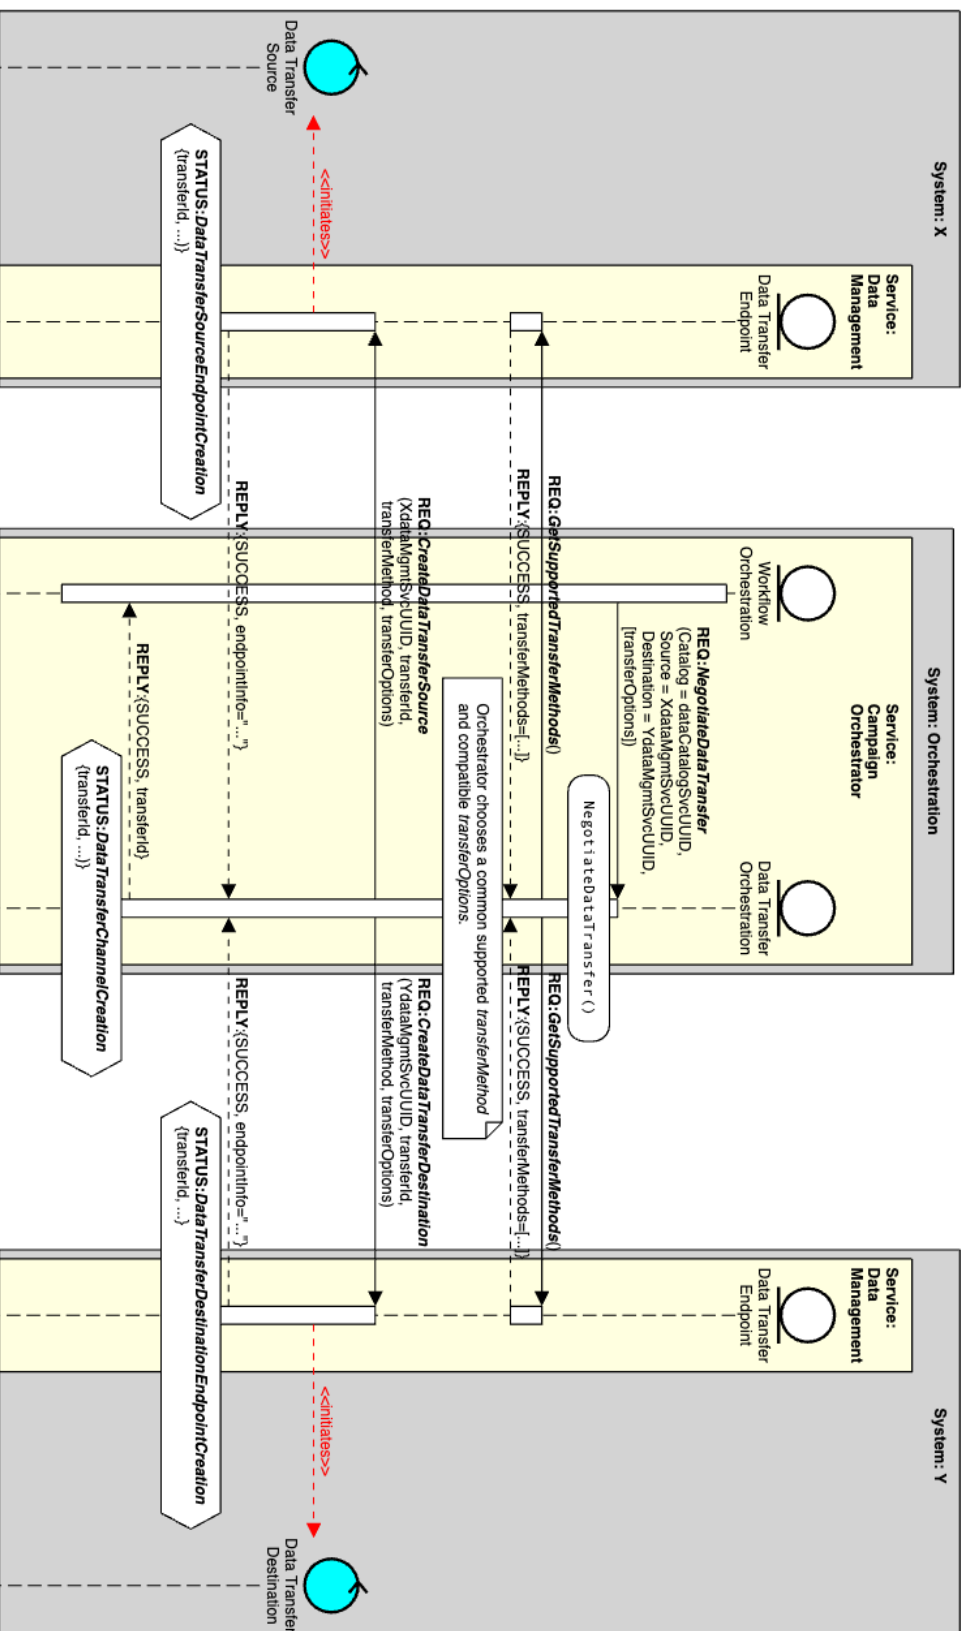 System: X
System: Orchestration
System: Y
Service:
Data
Management
Service:
Campaign
Orchestrator
Service:
Data
Management
Data Transfer
Endpoint
Workflow
Orchestration
Data Transfer
Orchestration
Data Transfer
Endpoint
REQ:NegotiateDataTransfer
(Catalog = dataCatalogSvcUUID,
Source = XdataMgmtSvcUUID,
Destination = YdataMgmtSvcUUID,
[transferOptions])
NegotiateDataTransfer()
REQ:GetSupportedTransferMethods()
REQ:GetSupportedTransferMethods()
REPLY:{SUCCESS, transferMethods=[...]}
REPLY:{SUCCESS, transferMethods=[...]}
Orchestrator chooses a common supported transferMethod
and compatible transferOptions.
REQ:CreateDataTransferSource
(XdataMgmtSvcUUID, transferId,
transferMethod, transferOptions)
REQ:CreateDataTransferDestination
(YdataMgmtSvcUUID, transferId,
transferMethod, transferOptions)
<<initiates>>
<<initiates>>
Data Transfer
Source
Data Transfer
Destination
REPLY:{SUCCESS, endpointInfo="..."}
REPLY:{SUCCESS, endpointInfo="..."}
STATUS:DataTransferSourceEndpointCreation
{transferId, ...)}
STATUS:DataTransferDestinationEndpointCreation
{transferId, ...}
REPLY:{SUCCESS, transferId}
STATUS:DataTransferChannelCreation
{transferId, ...)}